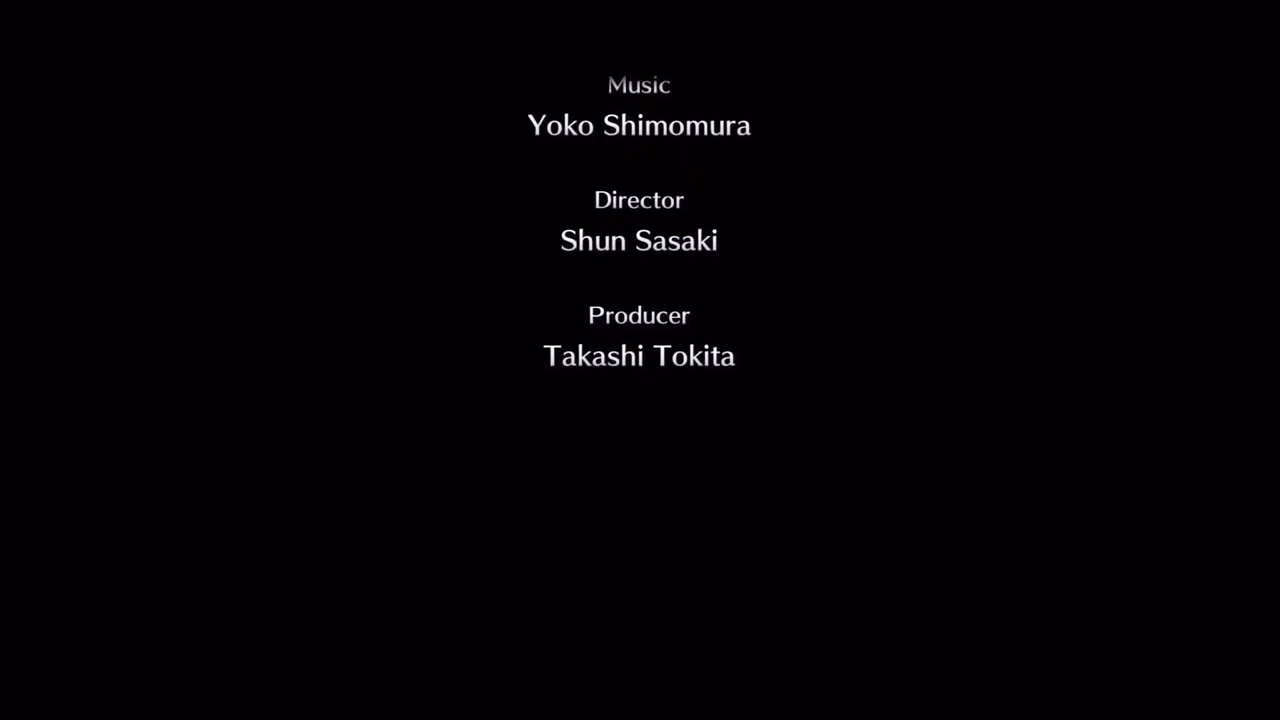 Music
Yoko Shimomura
Director
Shun Sasaki
Producer
Takashi Tokita